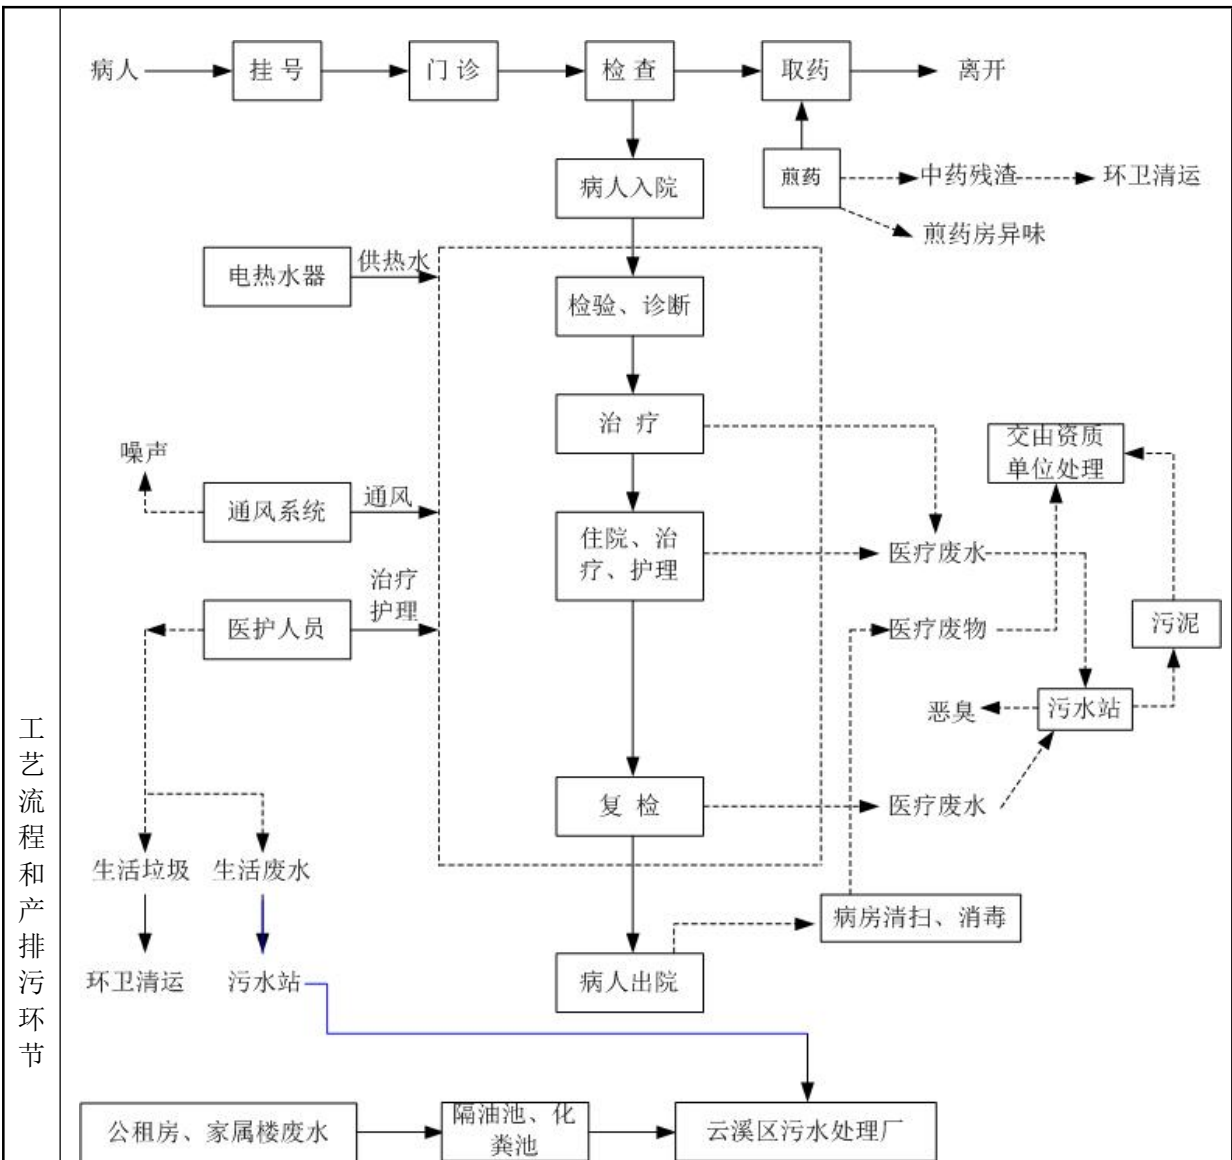 工艺流程和产排污环节
病人 挂 号 门 诊 检 查 取药 离开
病人入院 煎药 中药残渣 环卫清运
煎药房异味
电热水器 供热水
检验、诊断
治 疗
噪声
通风系统 通风
交由资质
单位处理
住院、治
疗、护理
医疗废水
治疗
护理
医护人员
医疗废物
污泥
恶臭 污水站
复 检 医疗废水
生活垃圾 生活废水
病房清扫、消毒
环卫清运 污水站 病人出院
公租房、家属楼废水
隔油池、化
粪池
云溪区污水处理厂